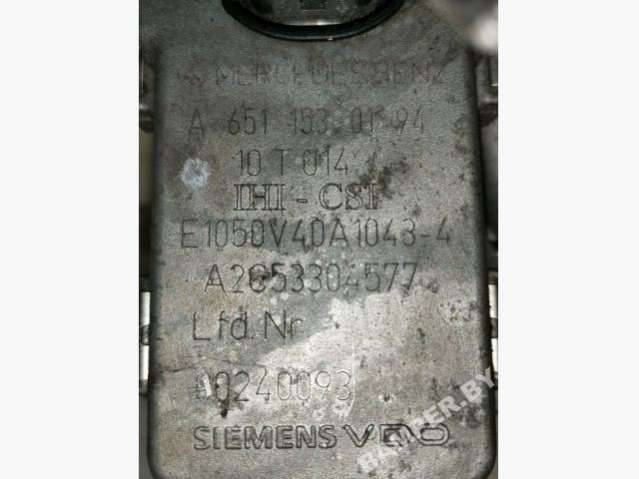 MERCEDES BENZ
A 651 153 01 94
10 T 014
IHI - CSI
E1050V40A1043-4
A2C53304577
Lfd.Nr
00240093
SIEMENS VDO
BAMPER.BY